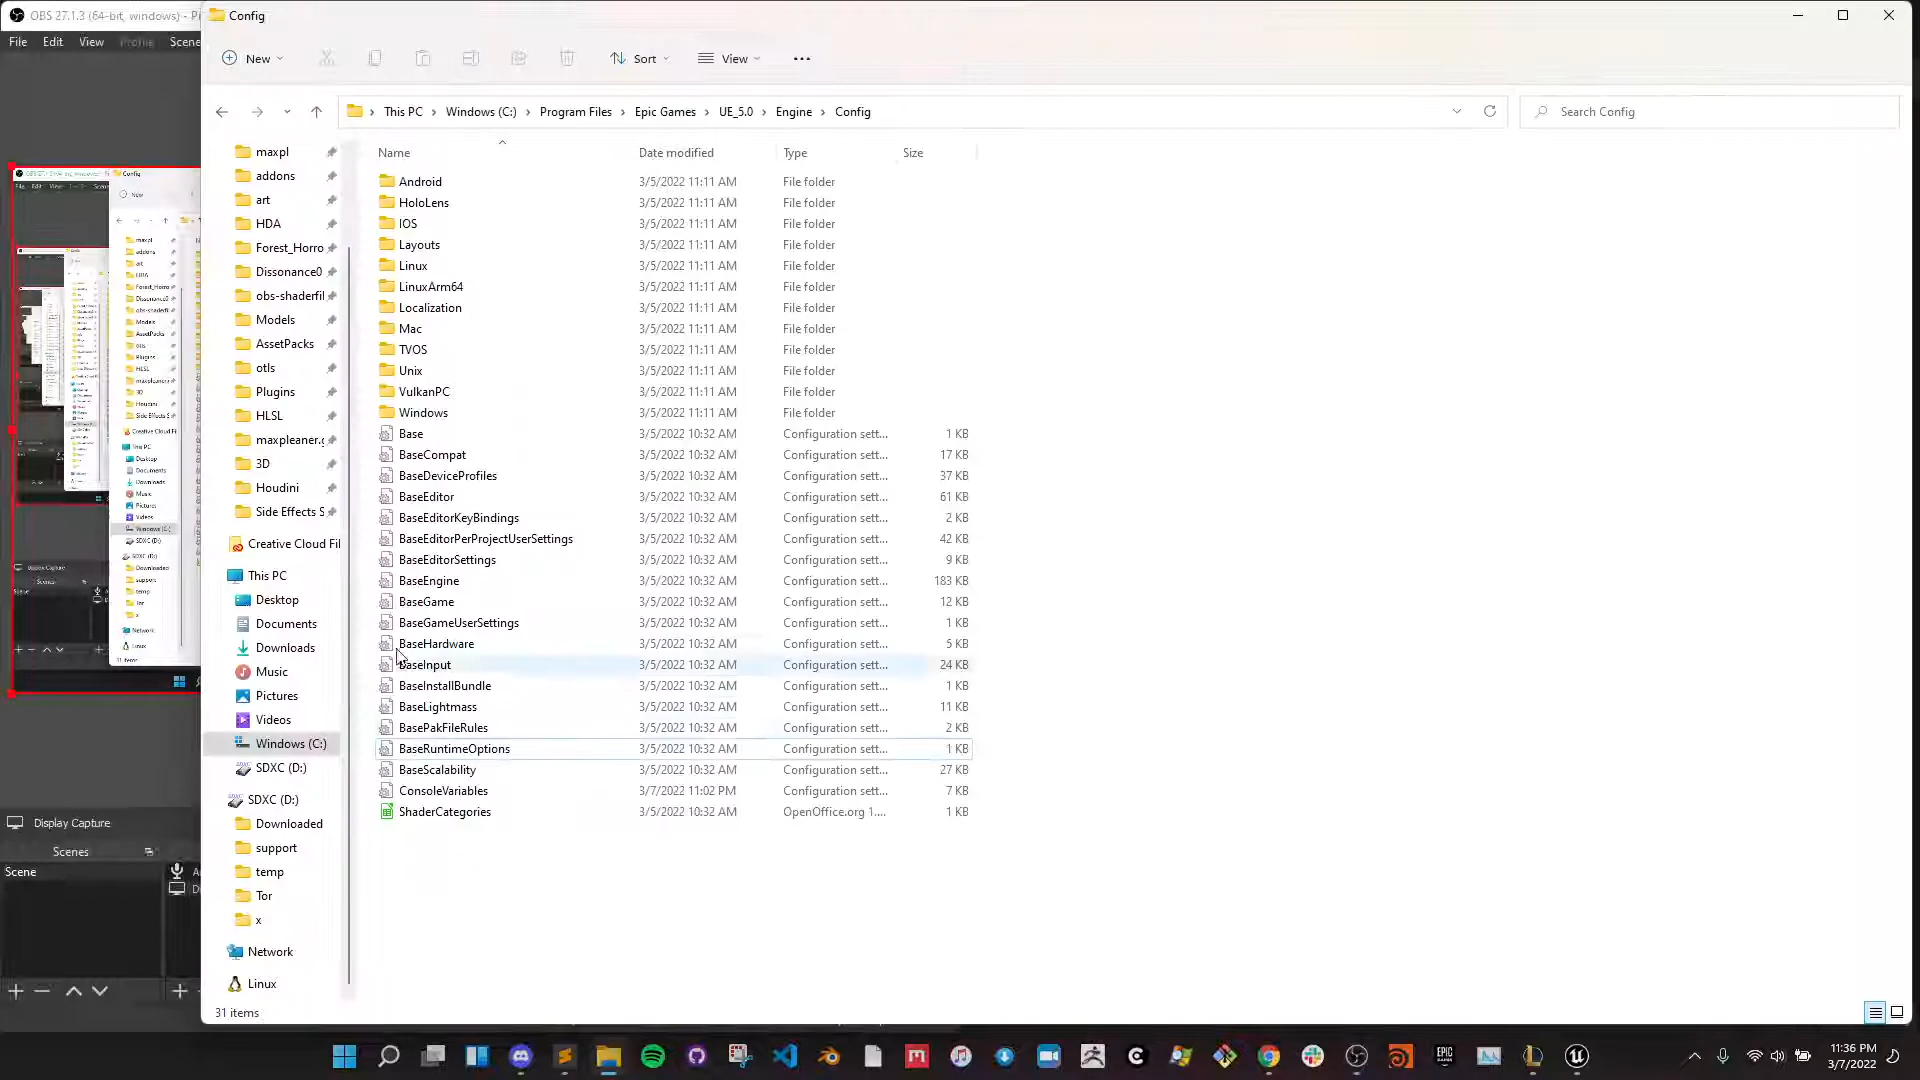 OBS 27.1.3 (64-bit, windows) - P
File Edit View Profile Scene
Config
New
Sort
View
This PC > Windows (C:) > Program Files > Epic Games > UE_5.0 > Engine > Config
Search Config
Name Date modified Type Size
maxpl
addons
art
HDA
Forest_Horro
Dissonance0
obs-shaderfil
Models
AssetPacks
otls
Plugins
HLSL
maxpleaner.g
3D
Houdini
Side Effects S
Creative Cloud Fil
This PC
Desktop
Documents
Downloads
Music
Pictures
Videos
Windows (C:)
SDXC (D:)
SDXC (D:)
Downloaded
support
temp
Tor
x
Network
Linux
Android 3/5/2022 11:11 AM File folder
HoloLens 3/5/2022 11:11 AM File folder
IOS 3/5/2022 11:11 AM File folder
Layouts 3/5/2022 11:11 AM File folder
Linux 3/5/2022 11:11 AM File folder
LinuxArm64 3/5/2022 11:11 AM File folder
Localization 3/5/2022 11:11 AM File folder
Mac 3/5/2022 11:11 AM File folder
TVOS 3/5/2022 11:11 AM File folder
Unix 3/5/2022 11:11 AM File folder
VulkanPC 3/5/2022 11:11 AM File folder
Windows 3/5/2022 11:11 AM File folder
Base 3/5/2022 10:32 AM Configuration sett... 1 KB
BaseCompat 3/5/2022 10:32 AM Configuration sett... 17 KB
BaseDeviceProfiles 3/5/2022 10:32 AM Configuration sett... 37 KB
BaseEditor 3/5/2022 10:32 AM Configuration sett... 61 KB
BaseEditorKeyBindings 3/5/2022 10:32 AM Configuration sett... 2 KB
BaseEditorPerProjectUserSettings 3/5/2022 10:32 AM Configuration sett... 42 KB
BaseEditorSettings 3/5/2022 10:32 AM Configuration sett... 9 KB
BaseEngine 3/5/2022 10:32 AM Configuration sett... 183 KB
BaseGame 3/5/2022 10:32 AM Configuration sett... 12 KB
BaseGameUserSettings 3/5/2022 10:32 AM Configuration sett... 1 KB
BaseHardware 3/5/2022 10:32 AM Configuration sett... 5 KB
BaseInput 3/5/2022 10:32 AM Configuration sett... 24 KB
BaseInstallBundle 3/5/2022 10:32 AM Configuration sett... 1 KB
BaseLightmass 3/5/2022 10:32 AM Configuration sett... 11 KB
BasePakFileRules 3/5/2022 10:32 AM Configuration sett... 2 KB
BaseRuntimeOptions 3/5/2022 10:32 AM Configuration sett... 1 KB
BaseScalability 3/5/2022 10:32 AM Configuration sett... 27 KB
ConsoleVariables 3/7/2022 11:02 PM Configuration sett... 7 KB
ShaderCategories 3/5/2022 10:32 AM OpenOffice.org 1.... 1 KB
31 items
Display Capture
Scenes
Scene
11:36 PM
3/7/2022